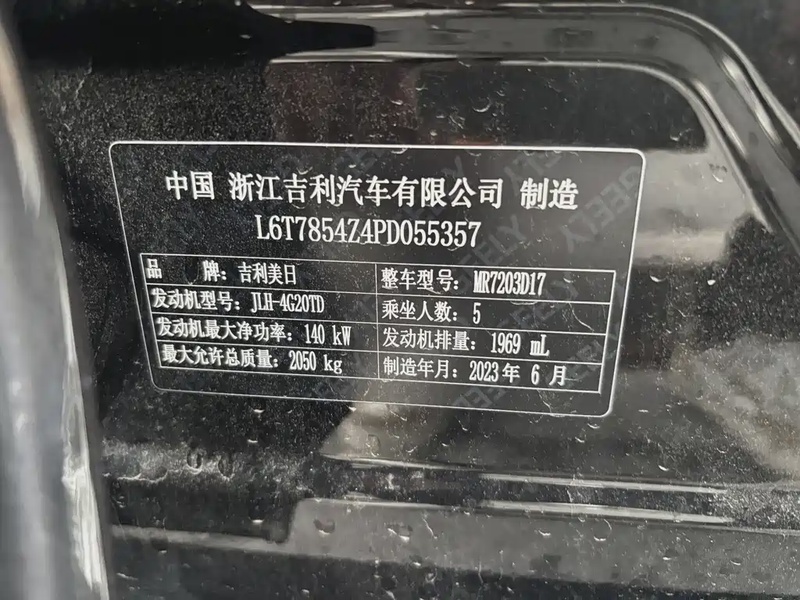 中国 浙江吉利汽车有限公司 制造
L6T7854Z4PD055357
品 牌: 吉利美日 整车型号: MR7203D17
发动机型号: JLH-4G20TD 乘坐人数: 5
发动机最大净功率: 140 kW 发动机排量: 1969 mL
最大允许总质量: 2050 kg 制造年月: 2023 年 6 月
GEELY